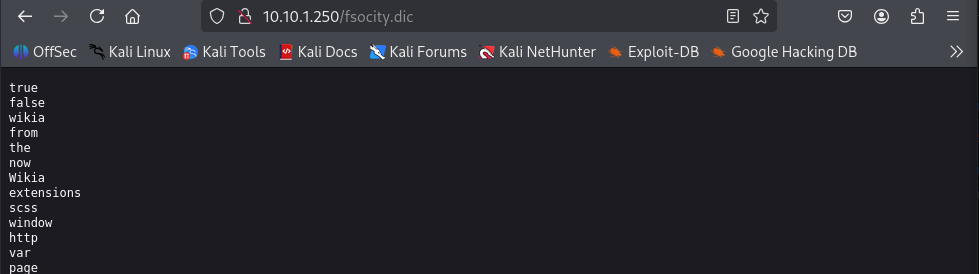 10.10.1.250/fsocity.dic
OffSec Kali Linux Kali Tools Kali Docs Kali Forums Kali NetHunter Exploit-DB Google Hacking DB
true
false
wikia
from
the
now
Wikia
extensions
scss
window
http
var
page